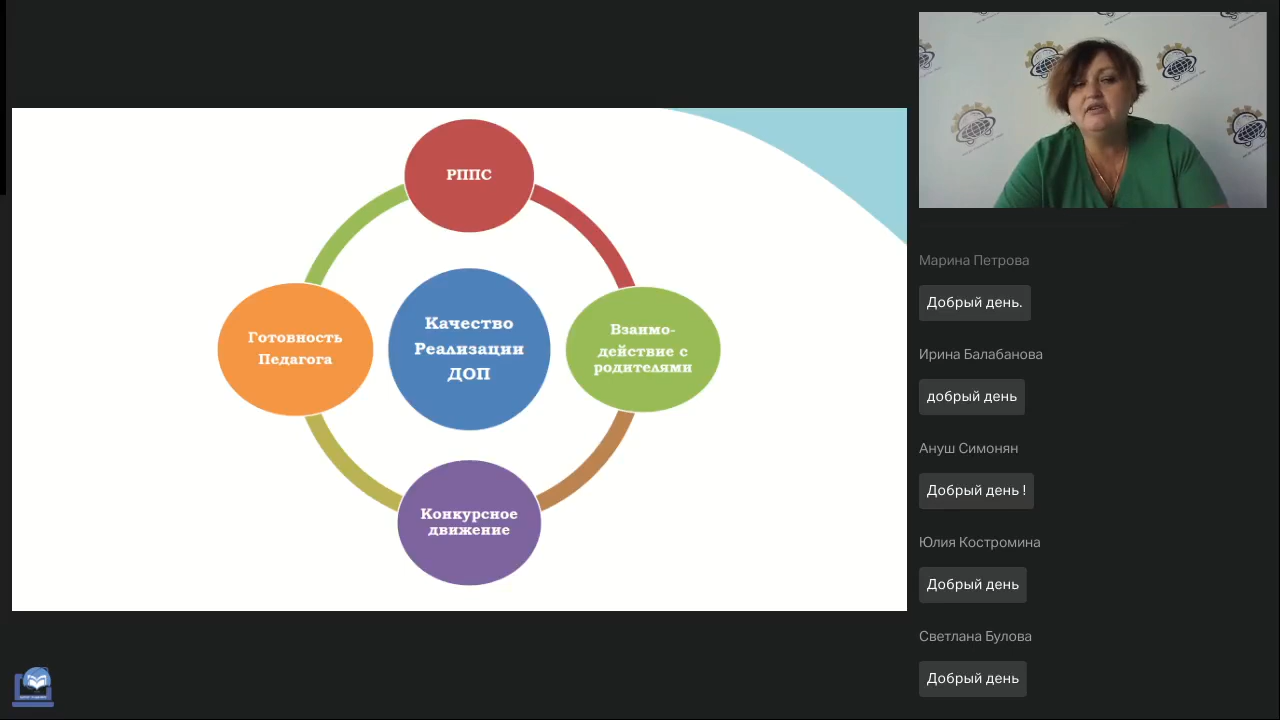 РППС
Готовность
Педагога
Качество
Реализации
ДОП
Взаимо-
действие с
родителями
Конкурсное
движение
Марина Петрова
Добрый день.
Ирина Балабанова
добрый день
Ануш Симонян
Добрый день !
Юлия Костромина
Добрый день
Светлана Булова
Добрый день